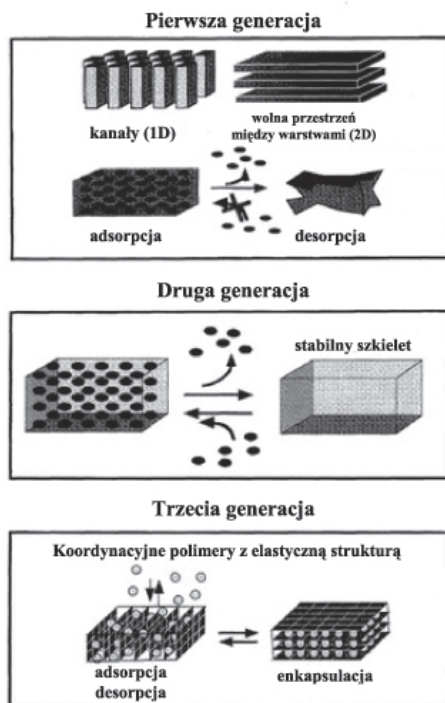 Pierwsza generacja
kanały (1D)
wolna przestrzeń
między warstwami (2D)
adsorpcja
desorpcja
Druga generacja
stabilny szkielet
Trzecia generacja
Koordynacyjne polimery z elastyczną strukturą
adsorpcja
desorpcja
enkapsulacja